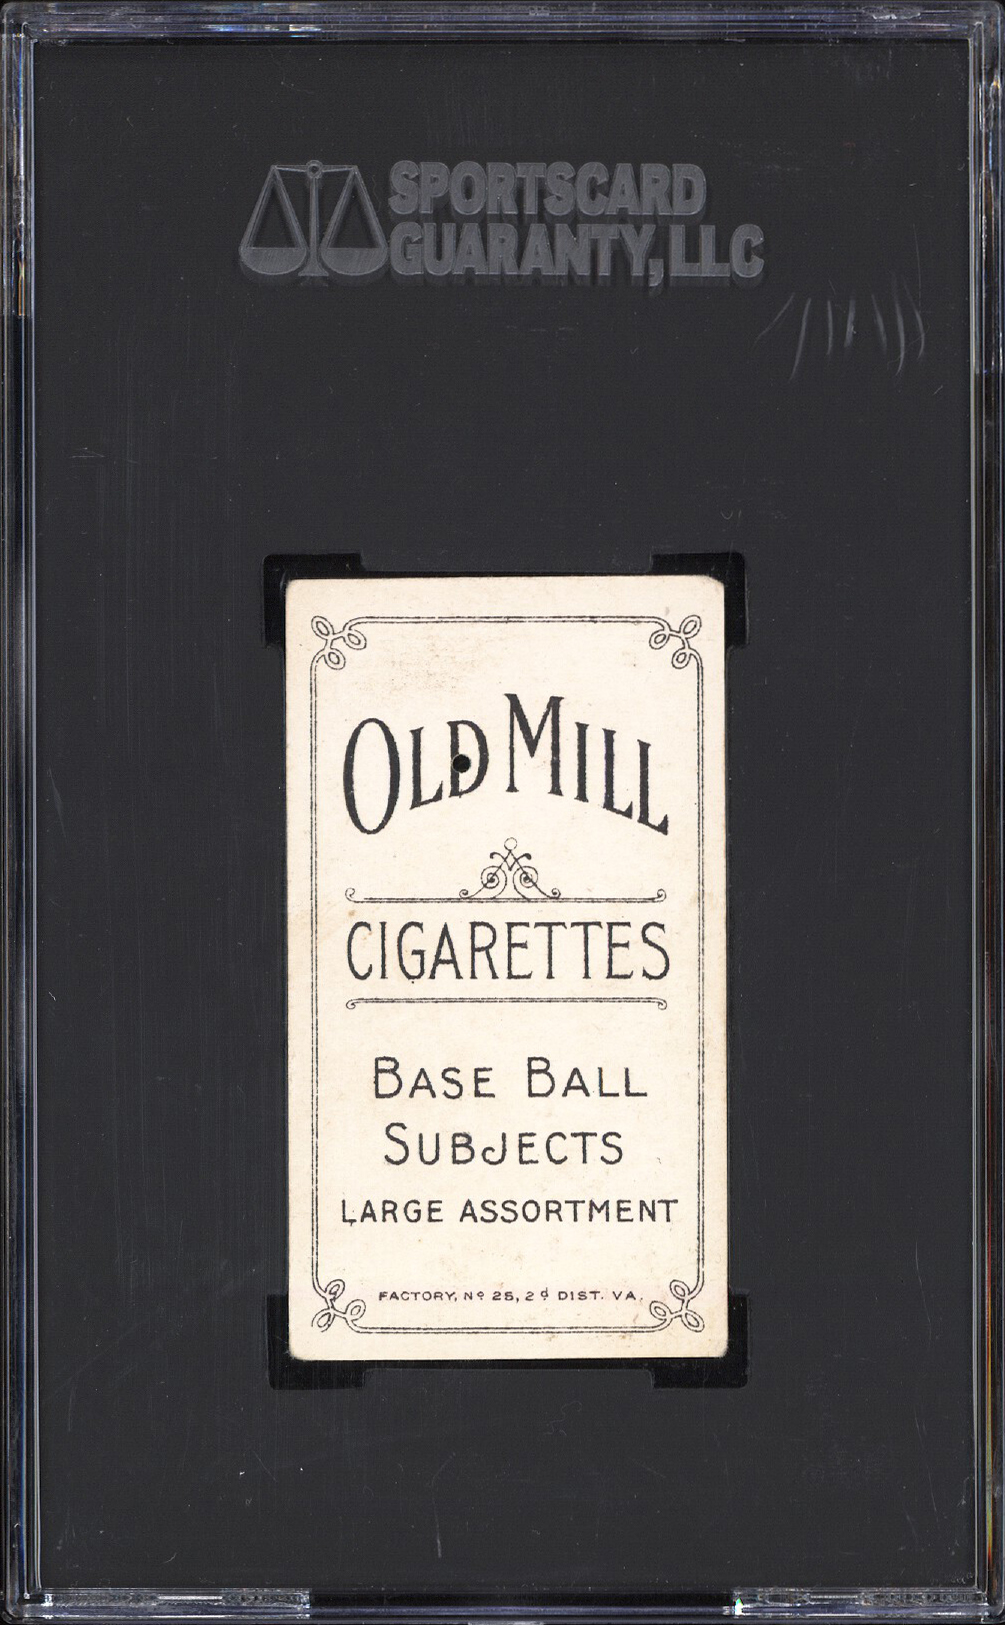 SPORTSCARD
GUARANTY, LLC
OLD MILL
CIGARETTES
BASE BALL
SUBJECTS
LARGE ASSORTMENT
FACTORY, Nº 25, 2d DIST. VA.